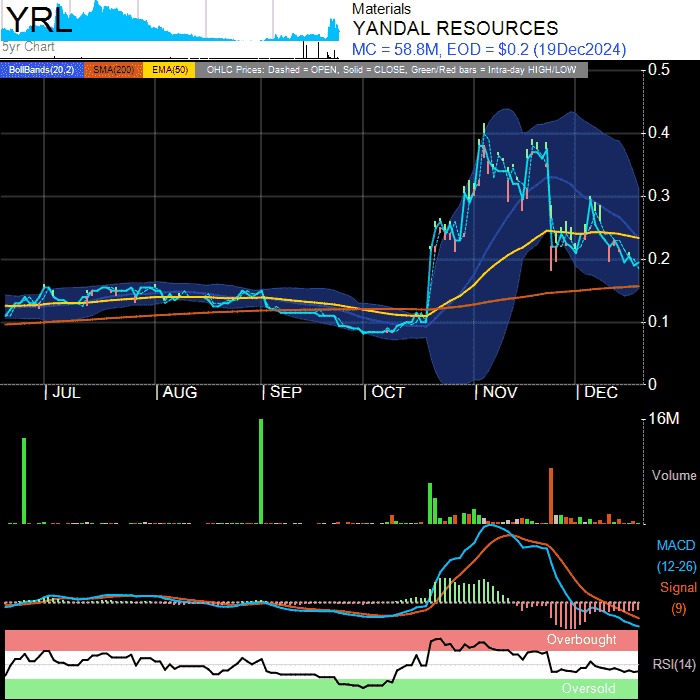 YRL
5yr Chart
Materials
YANDAL RESOURCES
MC = 58.8M, EOD = $0.2 (19Dec2024)
BollBands(20,2) SMA(200) EMA(50) OHLC Prices: Dashed = OPEN, Solid = CLOSE, Green/Red bars = Intra-day HIGH/LOW
0.5
0.4
0.3
0.2
0.1
0
JUL AUG SEP OCT NOV DEC
16M
Volume
MACD
(12-26)
Signal
(9)
Overbought
RSI(14)
Oversold